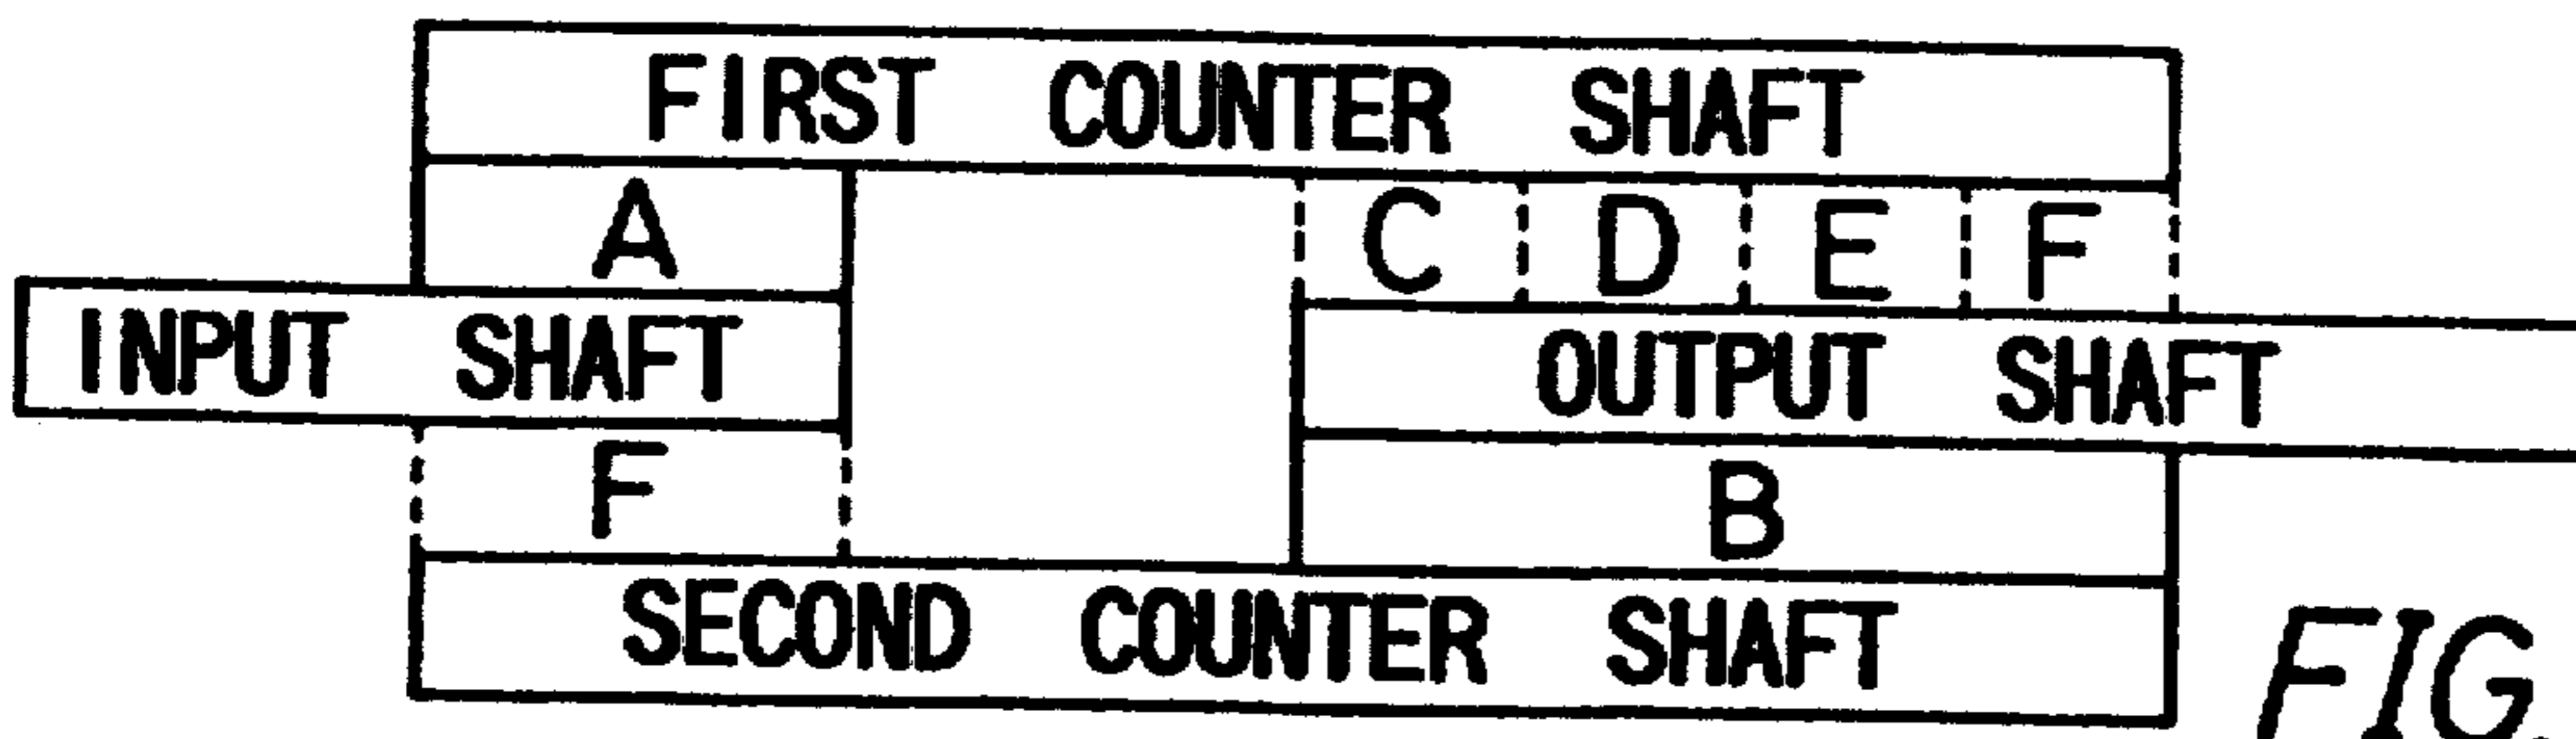 FIRST COUNTER SHAFT
A C D E F
INPUT SHAFT OUTPUT SHAFT
F B
SECOND COUNTER SHAFT
FIG.